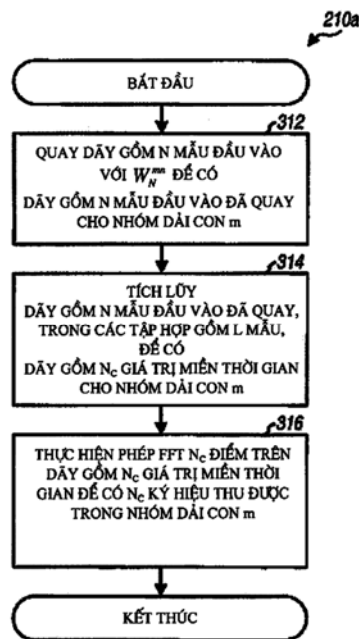 210a
BẮT ĐẦU
312
QUAY DÃY GỒM N MẪU ĐẦU VÀO
VỚI W_N^{mn} ĐỂ CÓ
DÃY GỒM N MẪU ĐẦU VÀO ĐÃ QUAY
CHO NHÓM DẢI CON m
314
TÍCH LŨY
DÃY GỒM N MẪU ĐẦU VÀO ĐÃ QUAY,
TRONG CÁC TẬP HỢP GỒM L MẪU,
ĐỂ CÓ
DÃY GỒM N_C GIÁ TRỊ MIỀN THỜI GIAN
CHO NHÓM DẢI CON m
316
THỰC HIỆN PHÉP FFT N_C ĐIỂM TRÊN
DÃY GỒM N_C GIÁ TRỊ MIỀN THỜI
GIAN ĐỂ CÓ N_C KÝ HIỆU THU ĐƯỢC
TRONG NHÓM DẢI CON m
KẾT THÚC